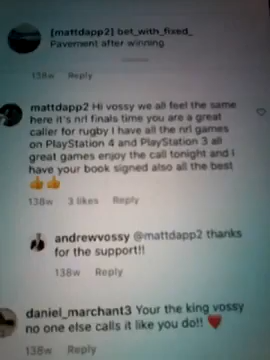 [mattdapp2] bet_with_fixed_
Pavement after winning
138w Reply
mattdapp2 Hi vossy we all feel the same
here it's nrl finals time you are a great
caller for rugby I have all the nrl games
on PlayStation 4 and PlayStation 3 all
great games enjoy the call tonight and i
have your book signed also all the best
👍👍
138w 3 likes Reply
andrewvossy @mattdapp2 thanks
for the support!!
138w Reply
daniel_marchant3 Your the king vossy
no one else calls it like you do!! ❤️
138w Reply